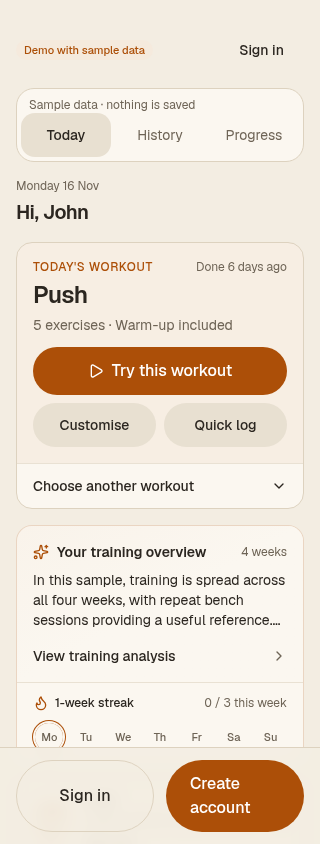 Demo with sample data
Sign in
Sample data · nothing is saved
Today
History
Progress
Monday 16 Nov
Hi, John
TODAY'S WORKOUT
Done 6 days ago
Push
5 exercises · Warm-up included
Try this workout
Customise
Quick log
Choose another workout
Your training overview
4 weeks
In this sample, training is spread across
all four weeks, with repeat bench
sessions providing a useful reference....
View training analysis
1-week streak
0 / 3 this week
Mo Tu We Th Fr Sa Su
Sign in
Create
account